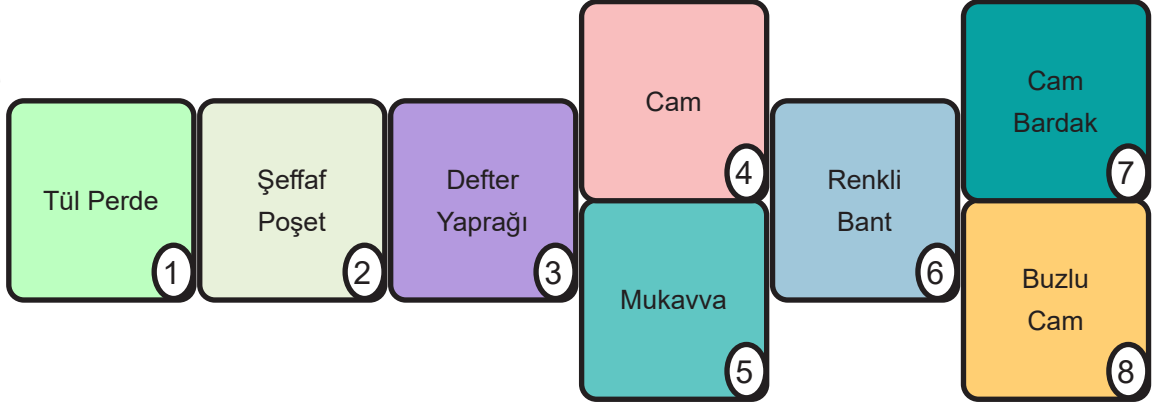 Tül Perde
1
Şeffaf
Poşet
2
Defter
Yaprağı
3
Cam
4
Mukavva
5
Renkli
Bant
6
Cam
Bardak
7
Buzlu
Cam
8